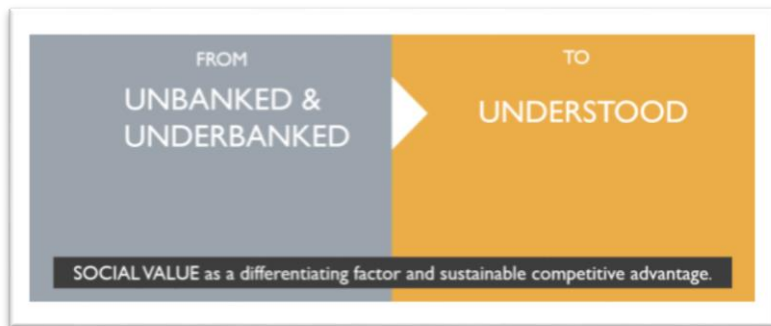 FROM
UNBANKED &
UNDERBANKED
TO
UNDERSTOOD
SOCIAL VALUE as a differentiating factor and sustainable competitive advantage.